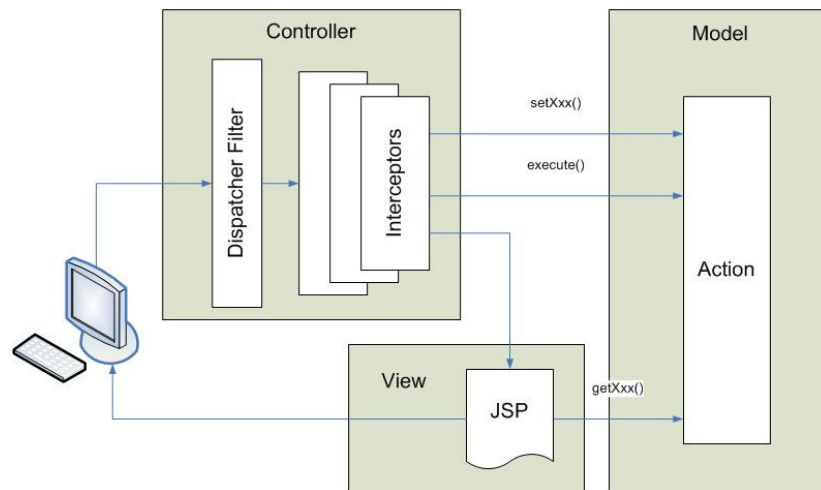 Controller
Model
Dispatcher Filter
Interceptors
setXxx()
execute()
Action
View
JSP
getXxx()